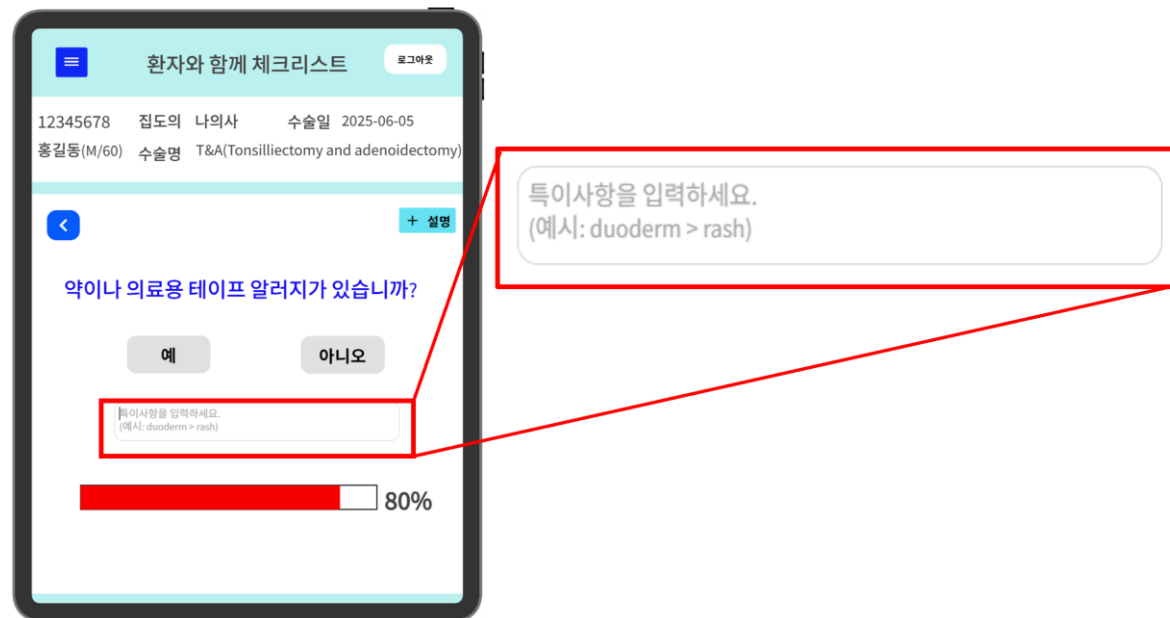 환자와 함께 체크리스트
로그아웃
12345678 집도의 나의사 수술일 2025-06-05
홍길동(M/60) 수술명 T&A(Tonsilliectomy and adenoidectomy)
+ 설명
약이나 의료용 테이프 알러지가 있습니까?
예 아니오
특이사항을 입력하세요.
(예시: duoderm > rash)
80%
특이사항을 입력하세요.
(예시: duoderm > rash)